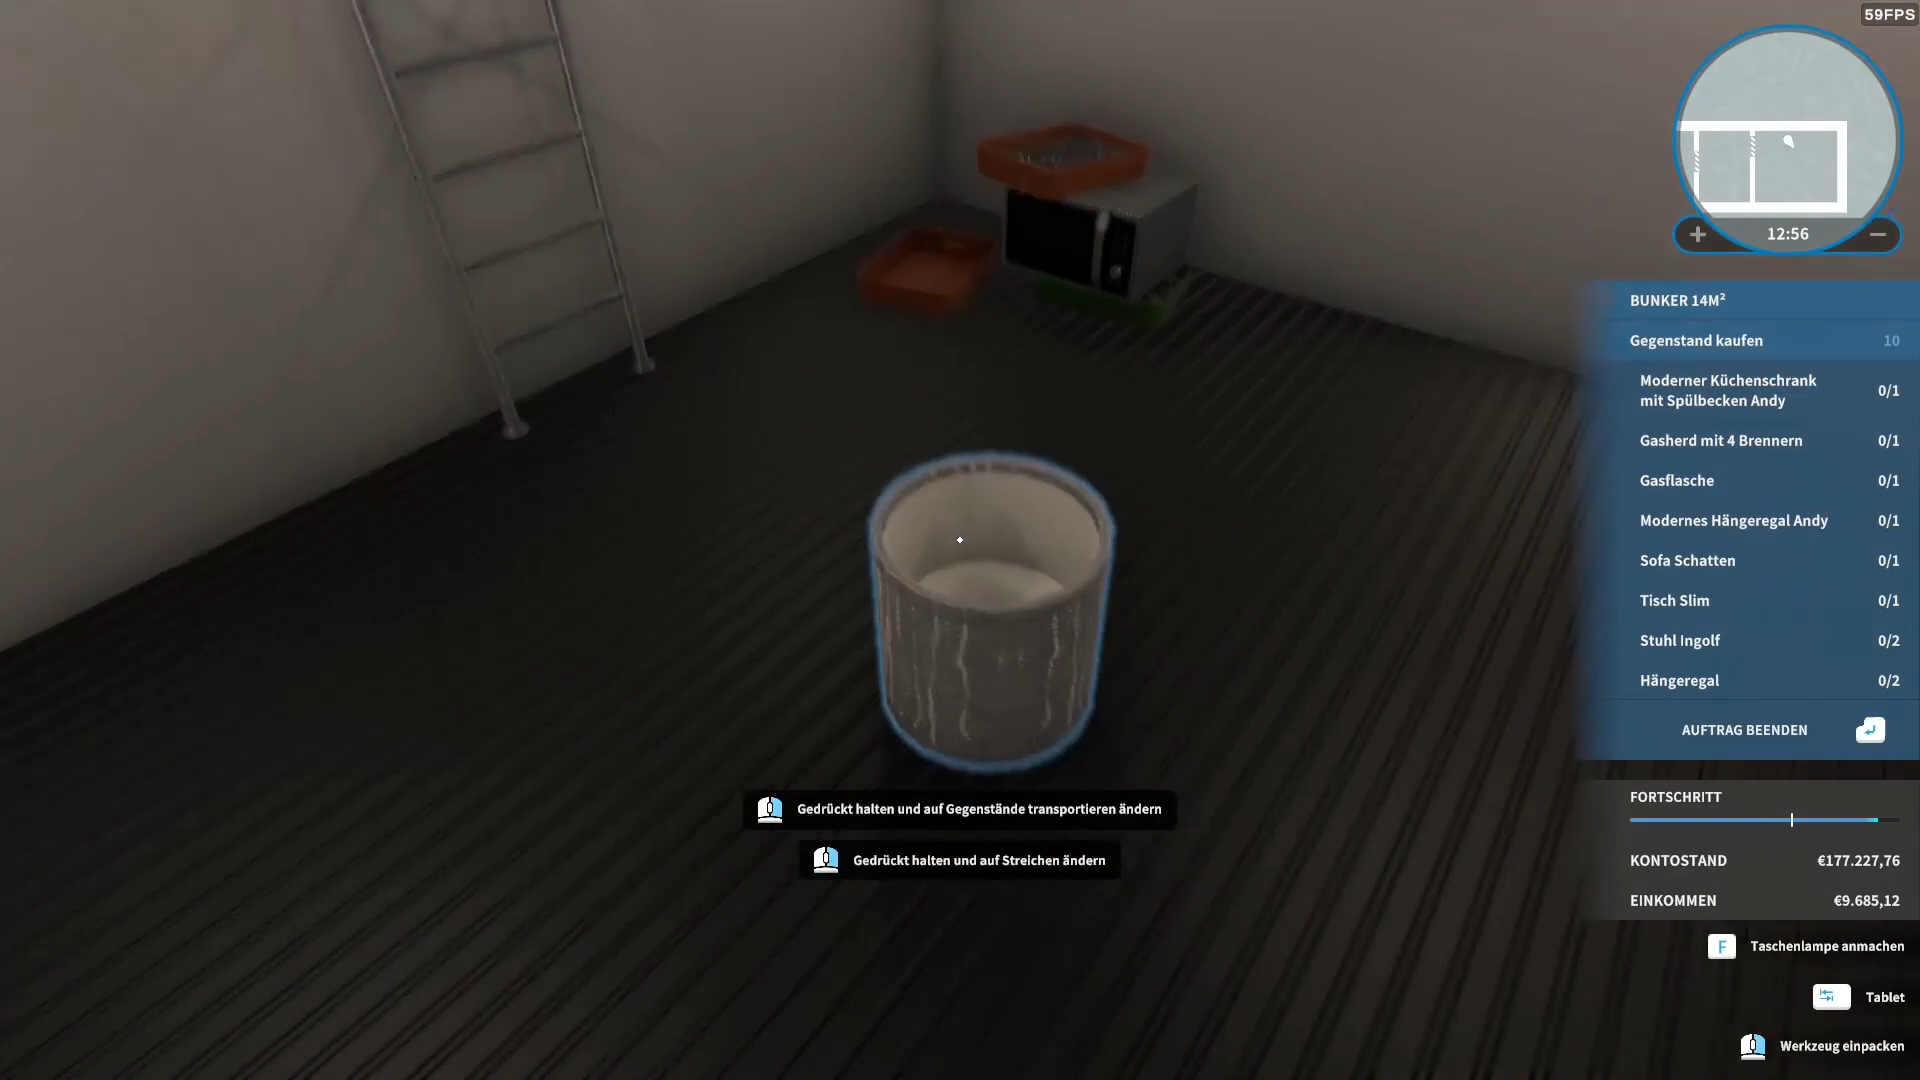 59FPS
12:56
BUNKER 14M²
Gegenstand kaufen 10
Moderner Küchenschrank
mit Spülbecken Andy 0/1
Gasherd mit 4 Brennern 0/1
Gasflasche 0/1
Modernes Hängeregal Andy 0/1
Sofa Schatten 0/1
Tisch Slim 0/1
Stuhl Ingolf 0/2
Hängeregal 0/2
AUFTRAG BEENDEN
FORTSCHRITT
KONTOSTAND €177.227,76
EINKOMMEN €9.685,12
Gedrückt halten und auf Gegenstände transportieren ändern
Gedrückt halten und auf Streichen ändern
F Taschenlampe anmachen
Tablet
Werkzeug einpacken